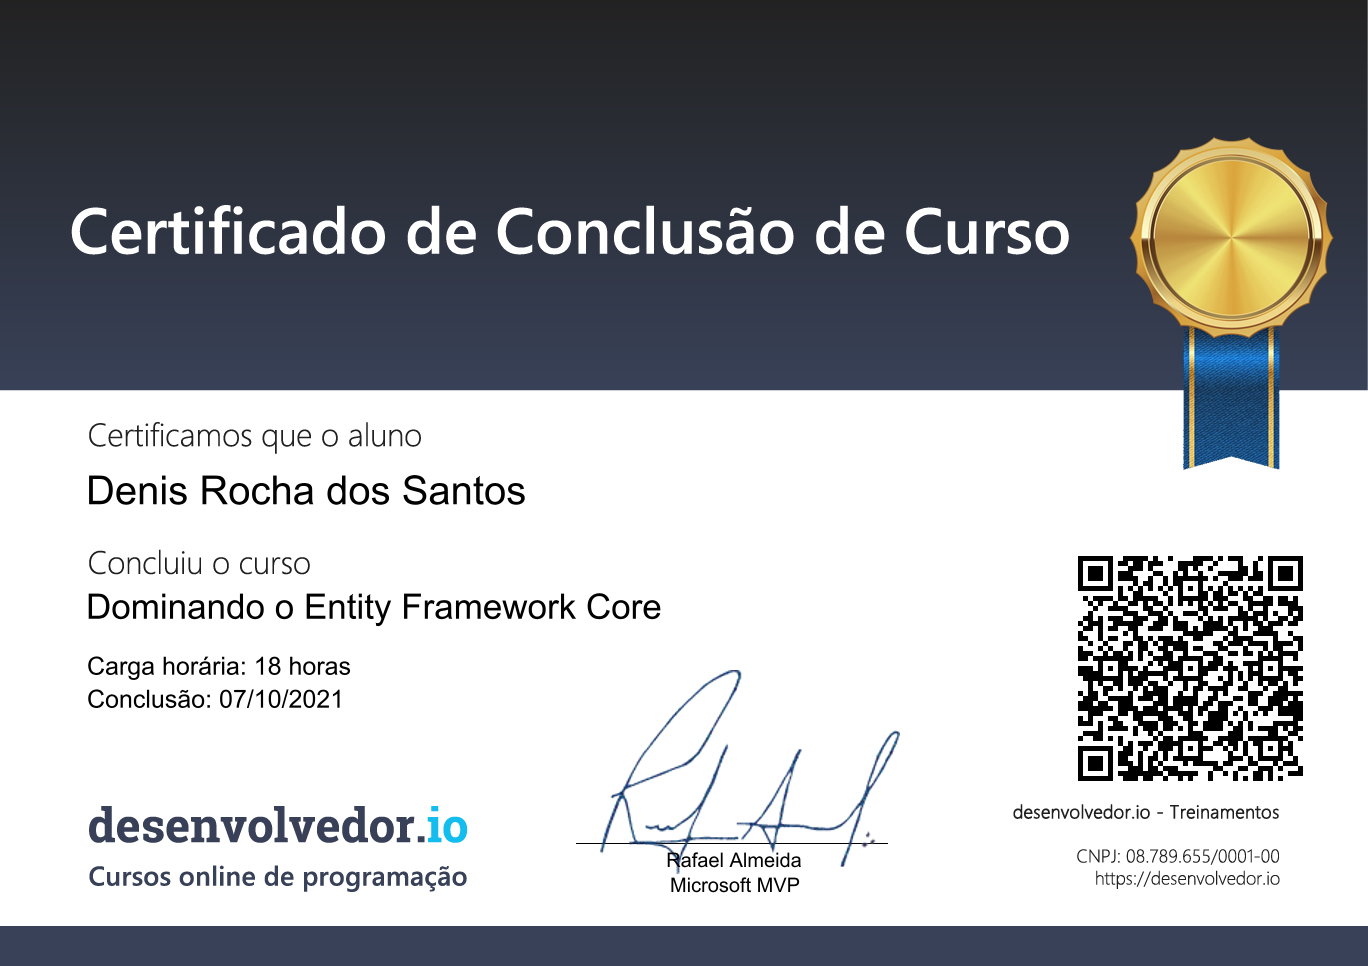 Certificado de Conclusão de Curso
Certificamos que o aluno
Denis Rocha dos Santos
Concluiu o curso
Dominando o Entity Framework Core
Carga horária: 18 horas
Conclusão: 07/10/2021
desenvolvedor.io
Cursos online de programação
Rafael Almeida
Microsoft MVP
desenvolvedor.io - Treinamentos
CNPJ: 08.789.655/0001-00
https://desenvolvedor.io